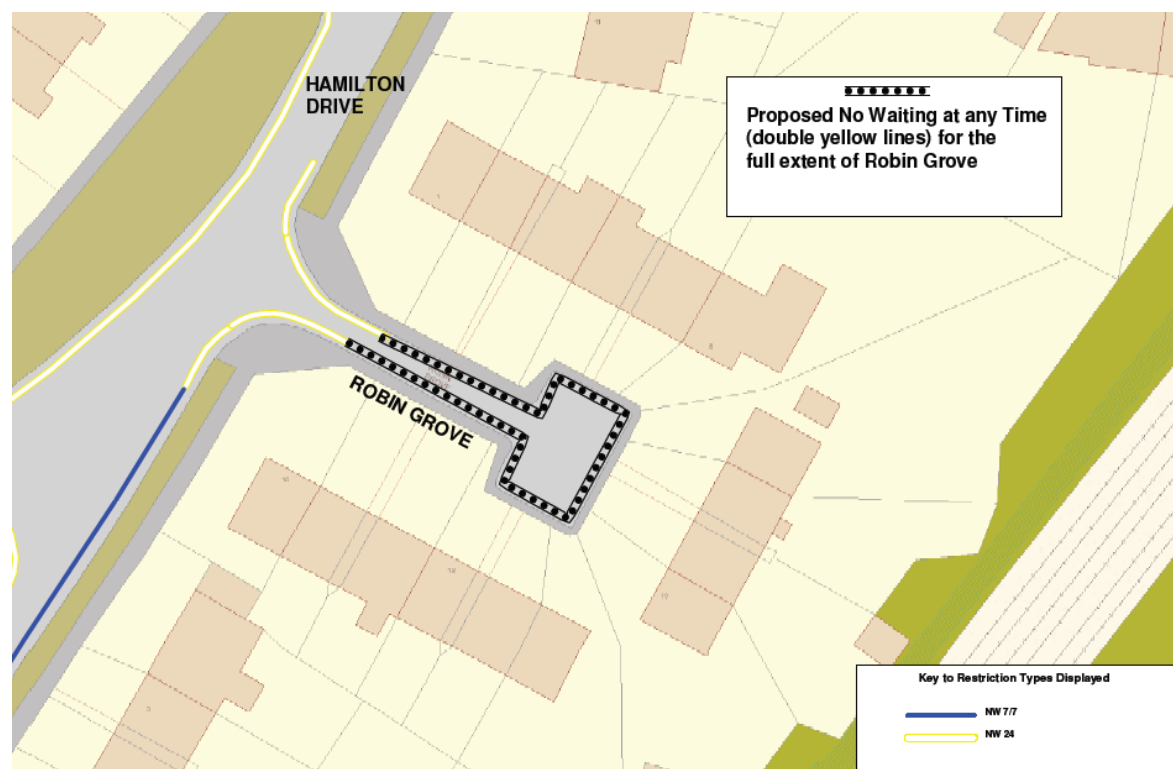 HAMILTON
DRIVE
Proposed No Waiting at any Time
(double yellow lines) for the
full extent of Robin Grove
ROBIN GROVE
Key to Restriction Types Displayed
NW 7/7
NW 24